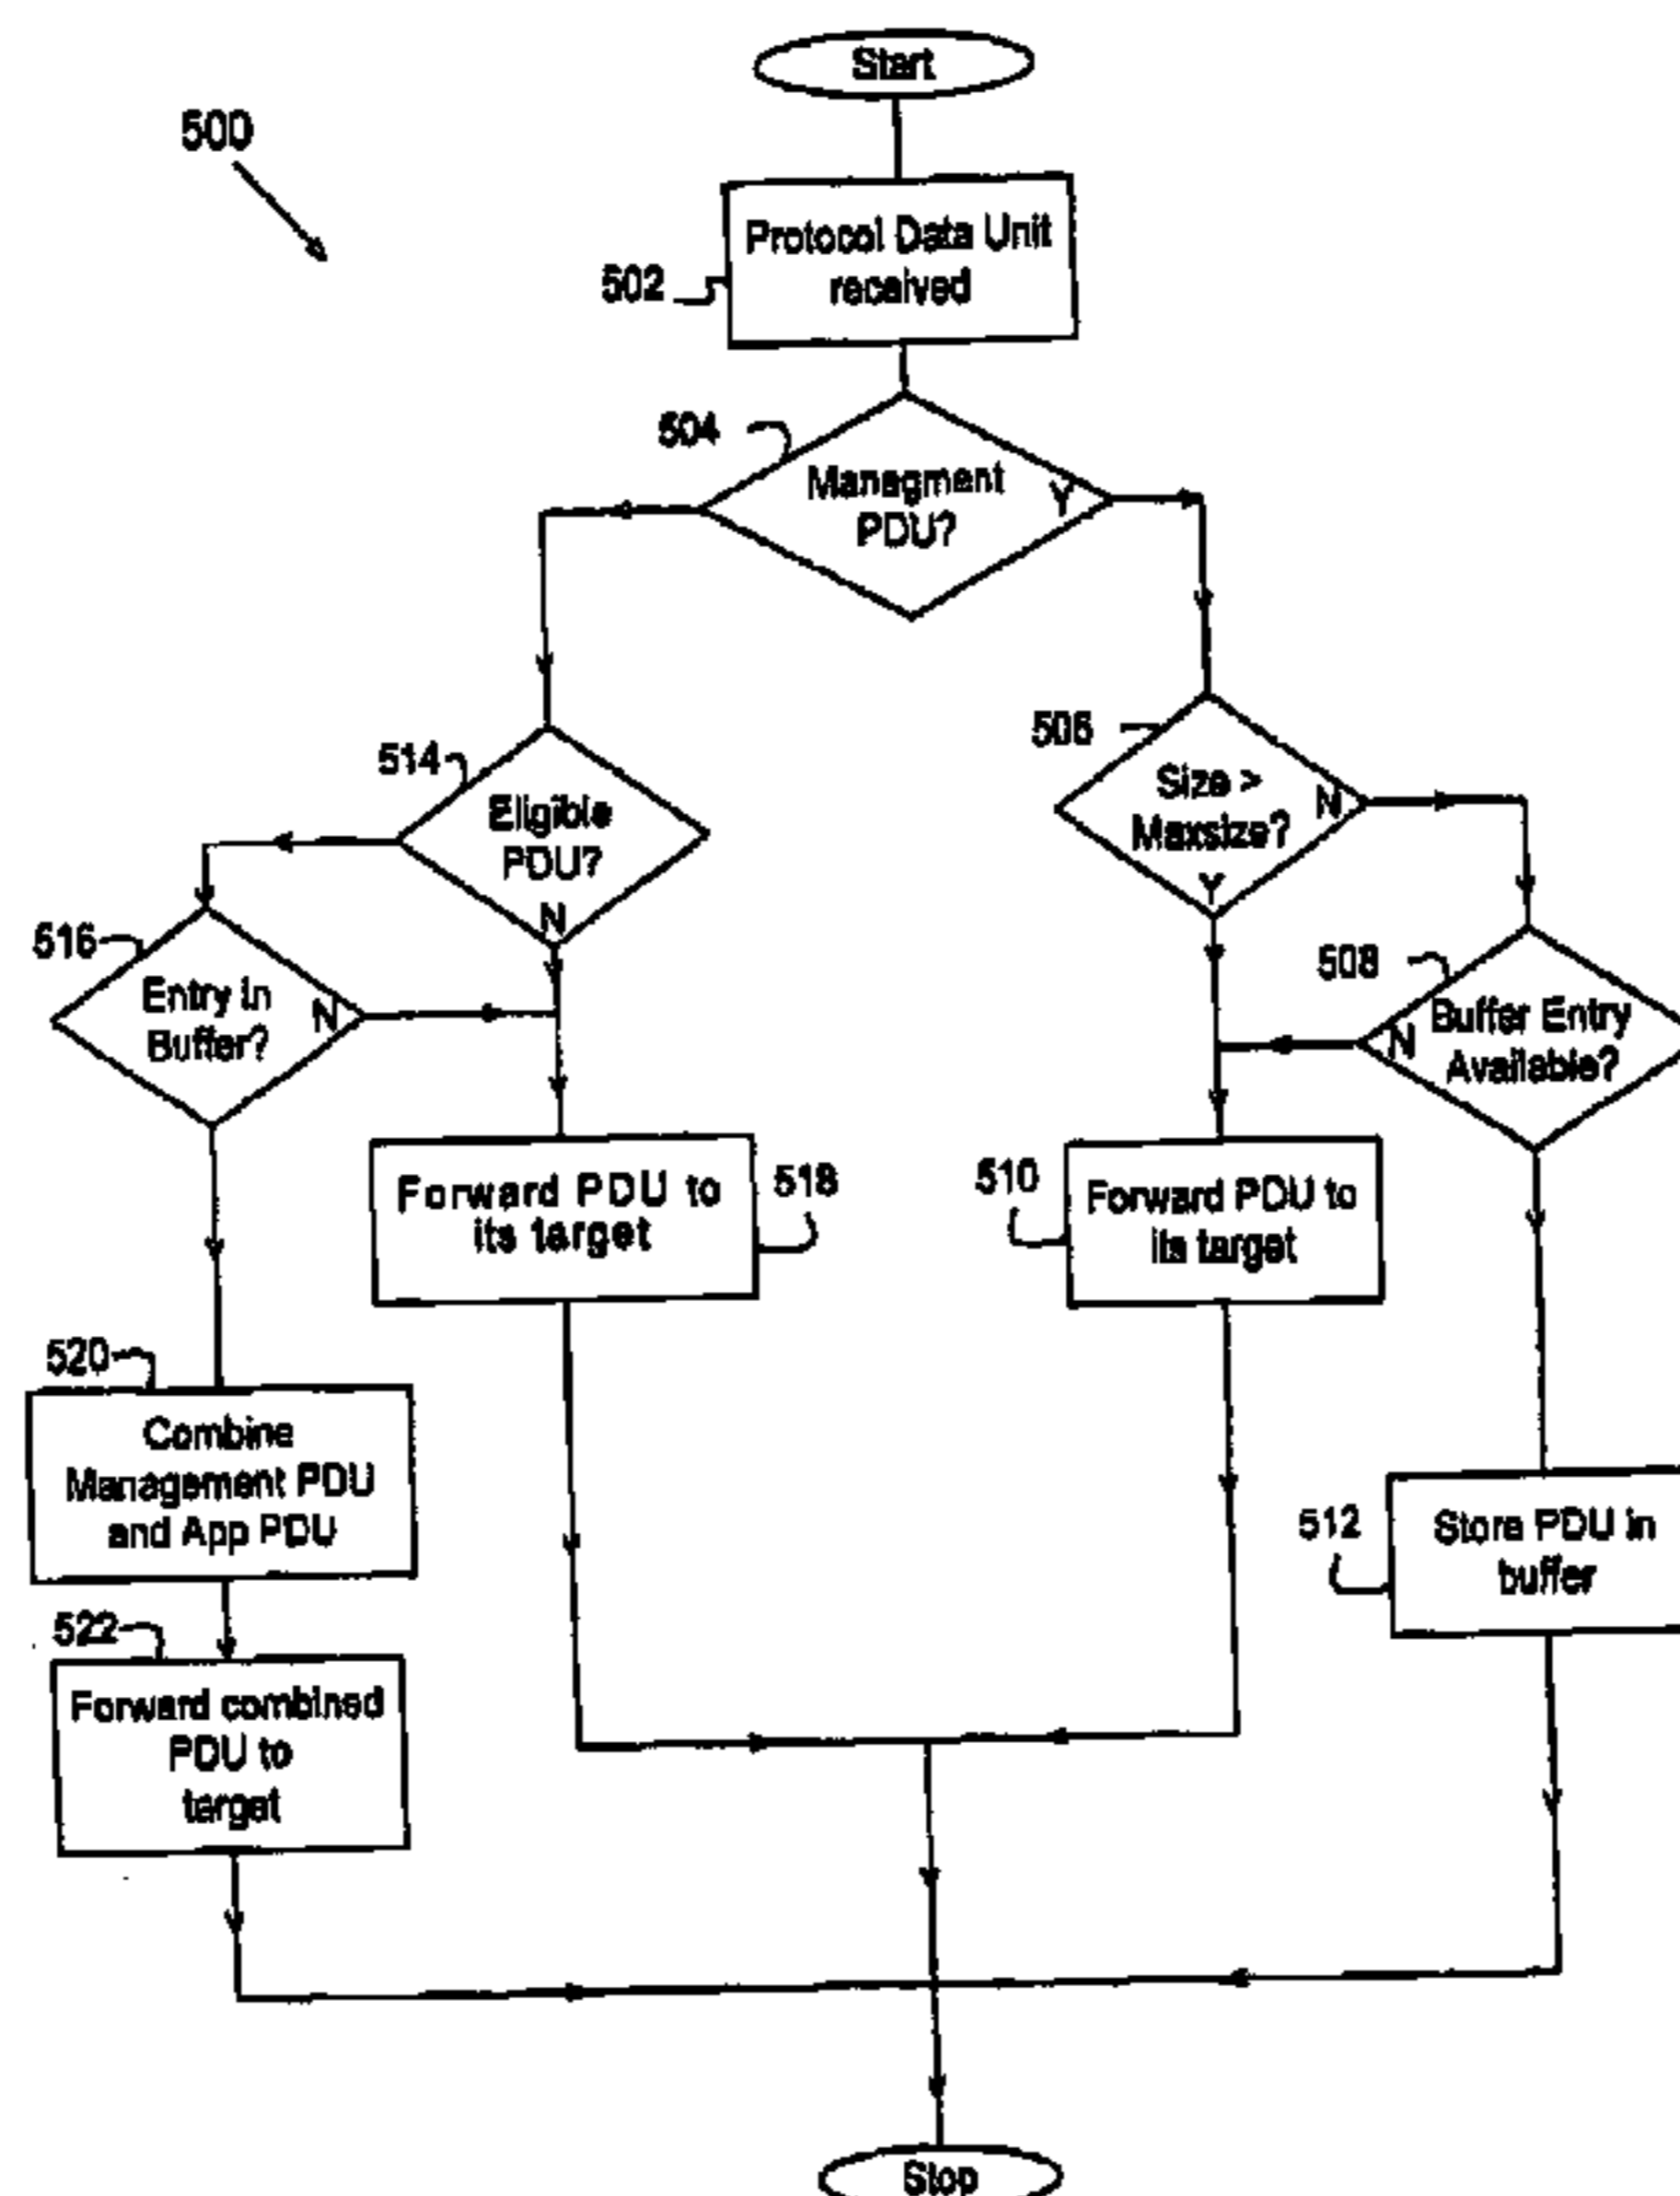 Start
500
Protocol Data Unit
received
502
504
Managment
PDU?
Y
506
Size >
Maxsize?
N
Y
514
Eligible
PDU?
N
516
Entry in
Buffer?
N
508
Buffer Entry
Available?
N
Forward PDU to
its target
518
510
Forward PDU to
its target
520
Combine
Management PDU
and App PDU
512
Store PDU in
buffer
522
Forward combined
PDU to
target
Stop